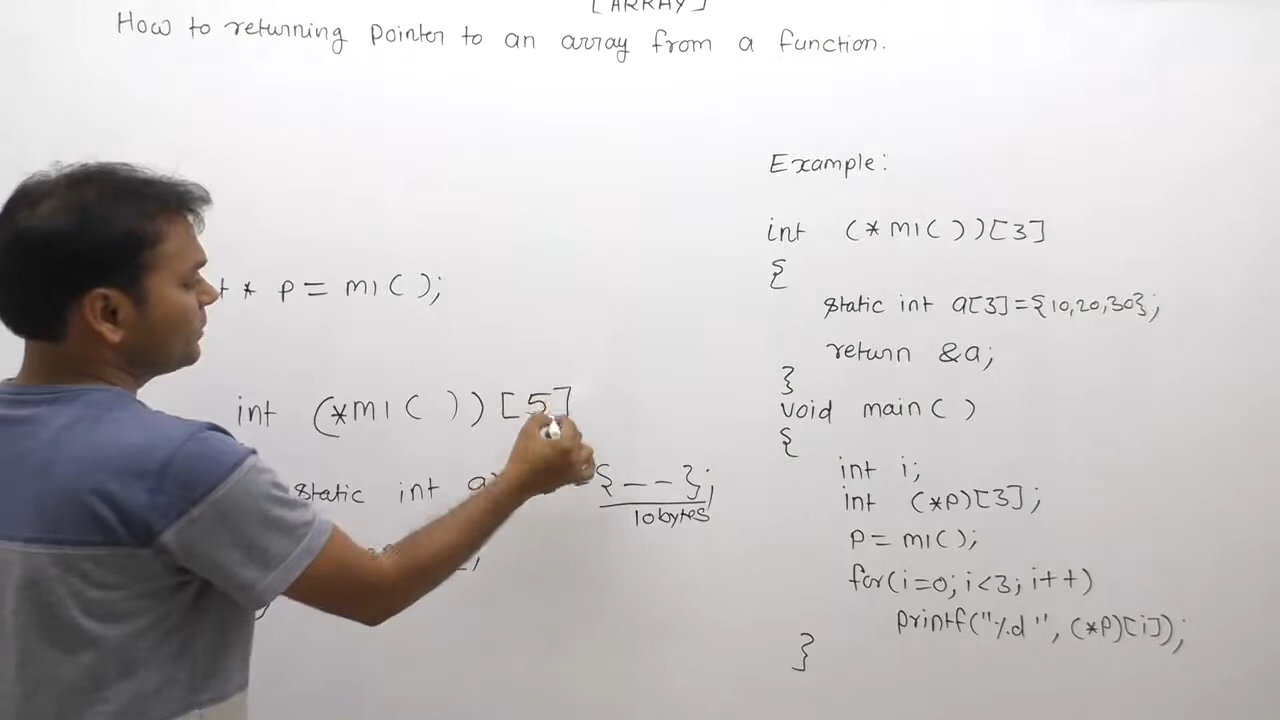 [ARRAY]
How to returning pointer to an array from a function.
* p = m1( );
int (*m1( ))[5]
static int {_ _};
10bytes
Example:
int (*m1( ))[3]
{
static int a[3]={10,20,30};
return &a;
}
void main( )
{
int i;
int (*p)[3];
p=m1();
for(i=0; i<3; i++)
printf("%d", (*p)[i]);
}